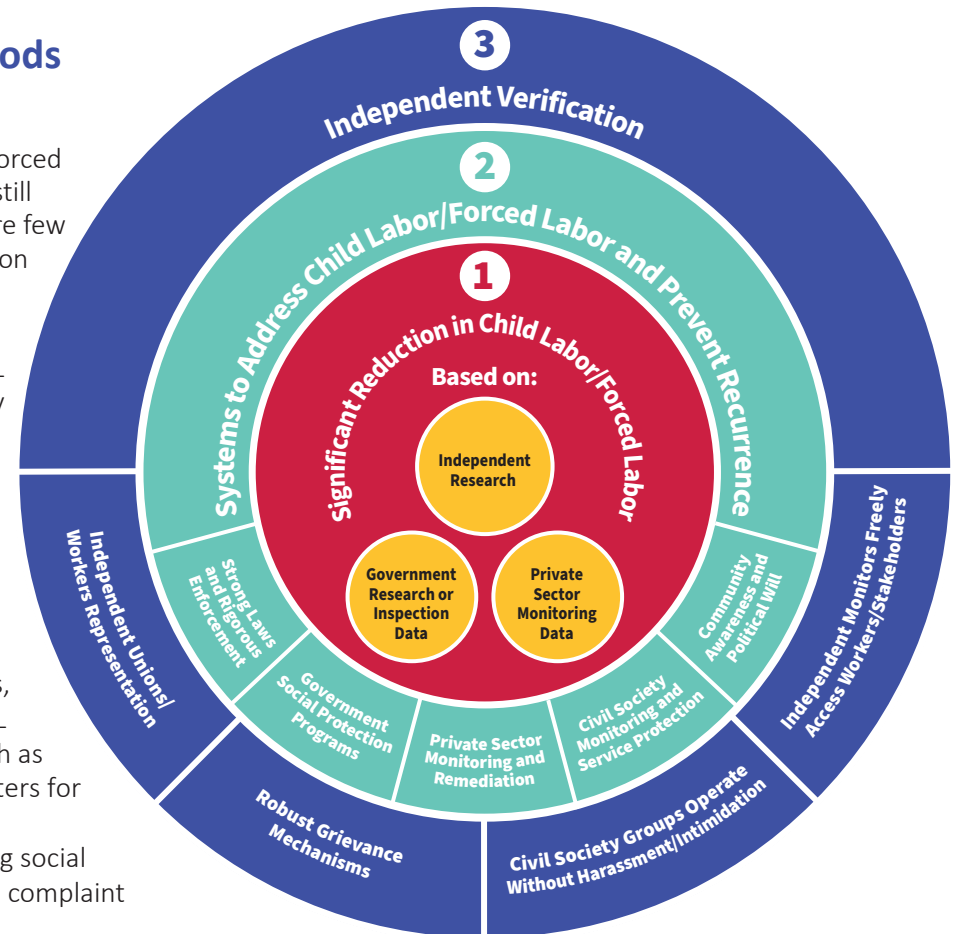 ods
orced
still
re few
on
s,
h as
ters for
g social
complaint
3
Independent Verification
2
Systems to Address Child Labor/Forced Labor and Prevent Recurrence
1
Significant Reduction in Child Labor/Forced Labor
Based on:
Independent
Research
Government
Research or
Inspection
Data
Private
Sector
Monitoring
Data
Strong Laws
and Rigorous
Enforcement
Government
Social Protection
Programs
Private Sector
Monitoring and
Remediation
Civil Society
Monitoring and
Service Protection
Community
Awareness and
Political Will
Independent Unions/
Workers Representation
Robust Grievance
Mechanisms
Civil Society Groups Operate
Without Harassment/Intimidation
Independent Monitors Freely
Access Workers/Stakeholders